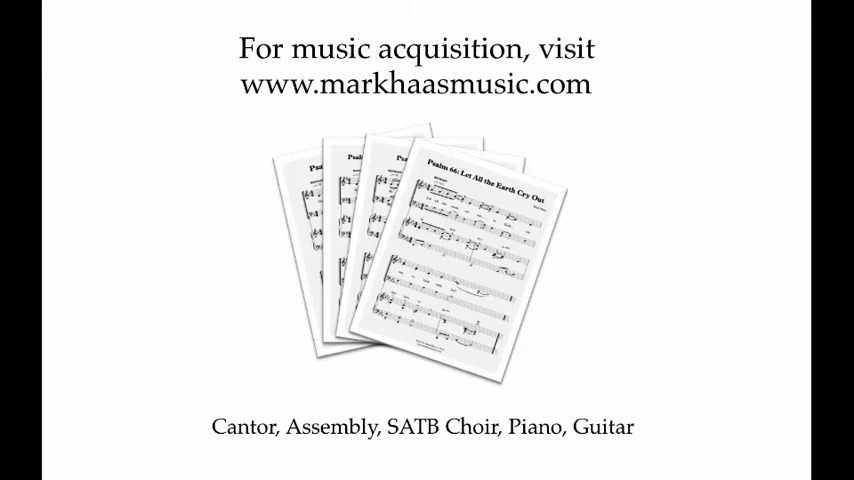 For music acquisition, visit
www.markhaasmusic.com
Psalm 66: Let All the Earth Cry Out
Cantor, Assembly, SATB Choir, Piano, Guitar